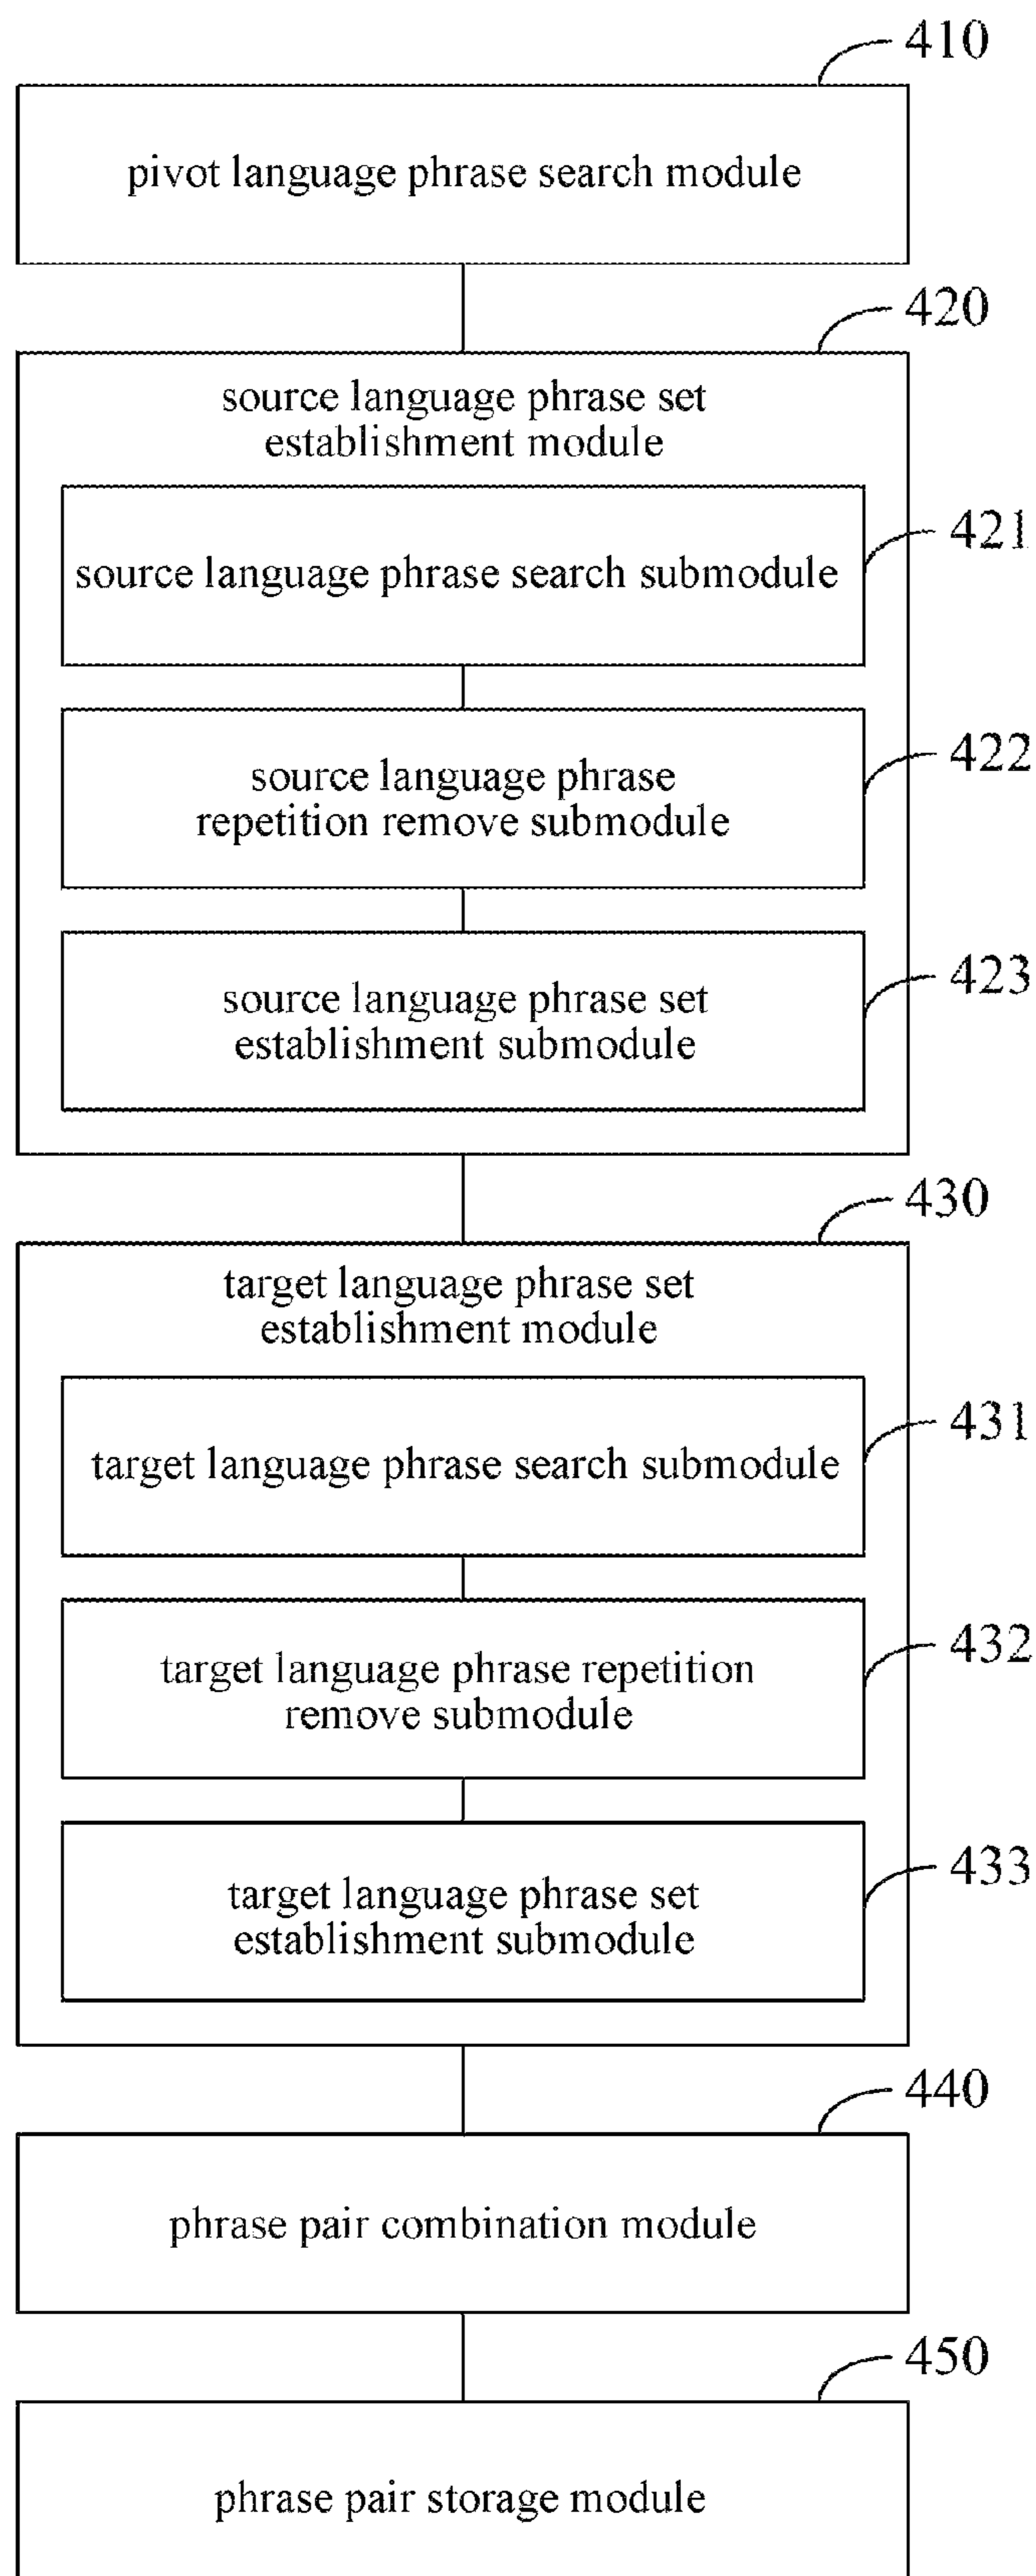 410
pivot language phrase search module
420
source language phrase set
establishment module
421
source language phrase search submodule
422
source language phrase
repetition remove submodule
423
source language phrase set
establishment submodule
430
target language phrase set
establishment module
431
target language phrase search submodule
432
target language phrase repetition
remove submodule
433
target language phrase set
establishment submodule
440
phrase pair combination module
450
phrase pair storage module